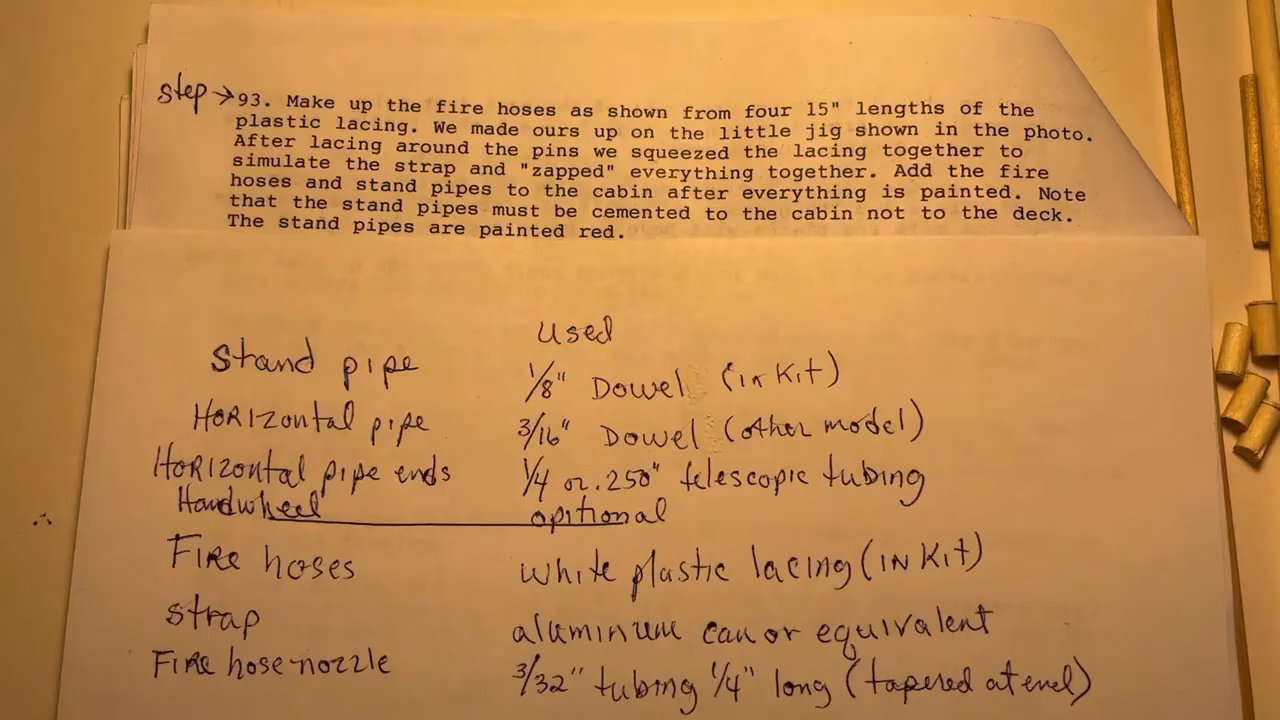 step → 93. Make up the fire hoses as shown from four 15" lengths of the
plastic lacing. We made ours up on the little jig shown in the photo.
After lacing around the pins we squeezed the lacing together to
simulate the strap and "zapped" everything together. Add the fire
hoses and stand pipes to the cabin after everything is painted. Note
that the stand pipes must be cemented to the cabin not to the deck.
The stand pipes are painted red.
Used
Stand pipe 1/8" Dowel (in Kit)
Horizontal pipe 3/16" Dowel (other model)
Horizontal pipe ends 1/4 or .250" telescopic tubing
Handwheel opitional
Fire hoses white plastic lacing (in Kit)
strap aluminum can or equivalent
Fire hose nozzle 3/32" tubing 1/4" long (tapered at end)